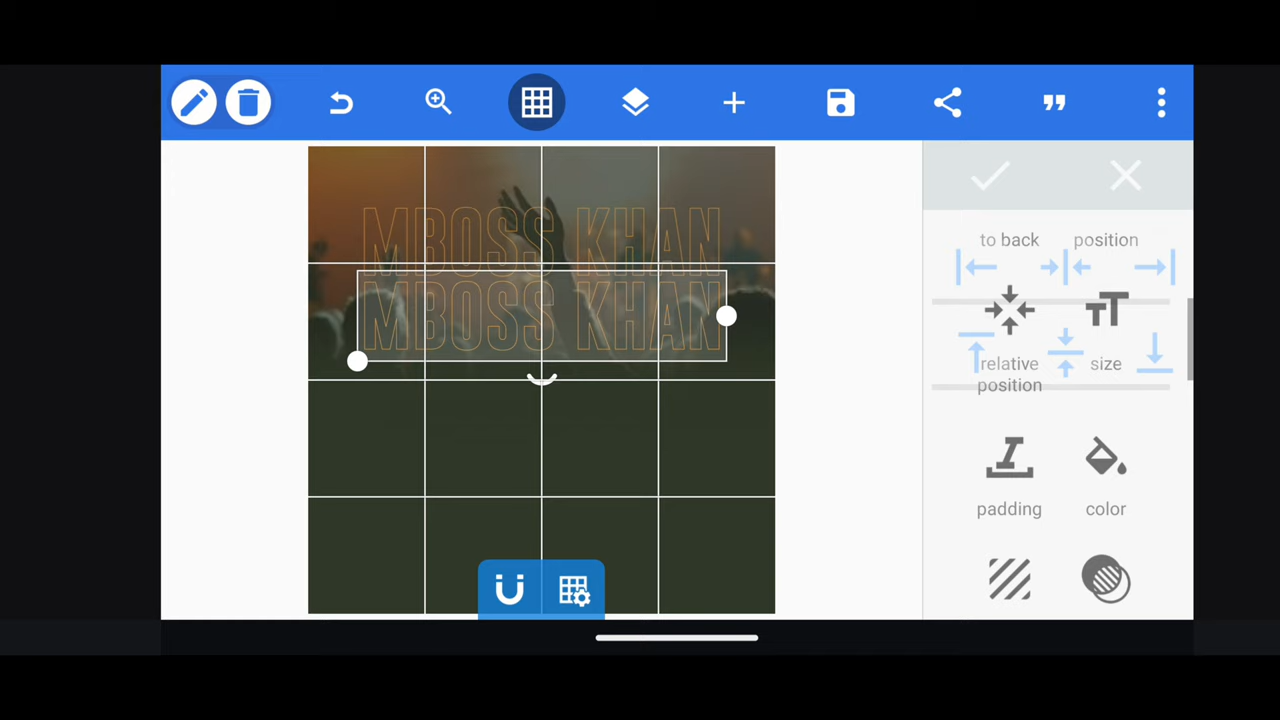 MBOSS KHAN
MBOSS KHAN
to back position
relative position size
padding color